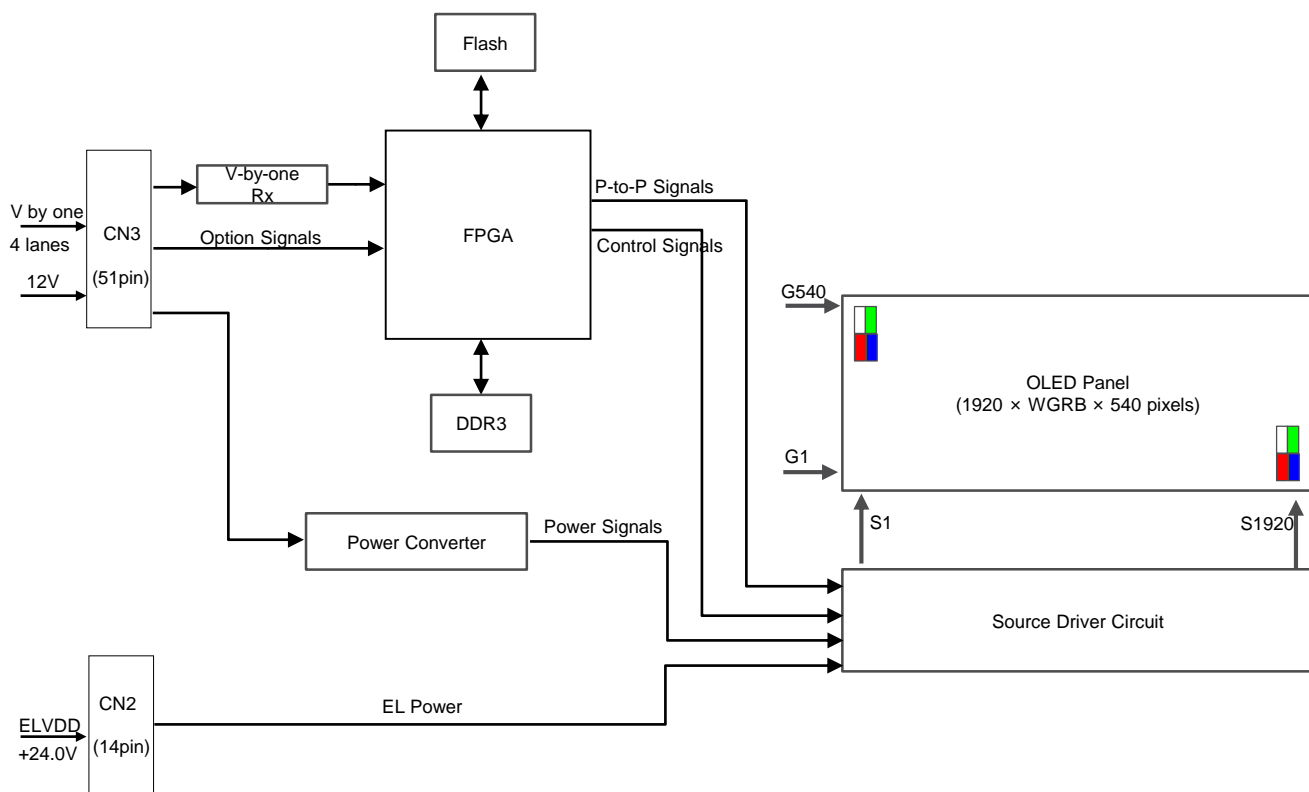 Flash
V-by-one
Rx
P-to-P Signals
V by one
CN3
FPGA
4 lanes
Option Signals
Control Signals
(51pin)
12V
G540
OLED Panel
(1920 × WGRB × 540 pixels)
DDR3
G1
S1
S1920
Power Signals
Power Converter
Source Driver Circuit
CN2
EL Power
ELVDD
(14pin)
+24.0V